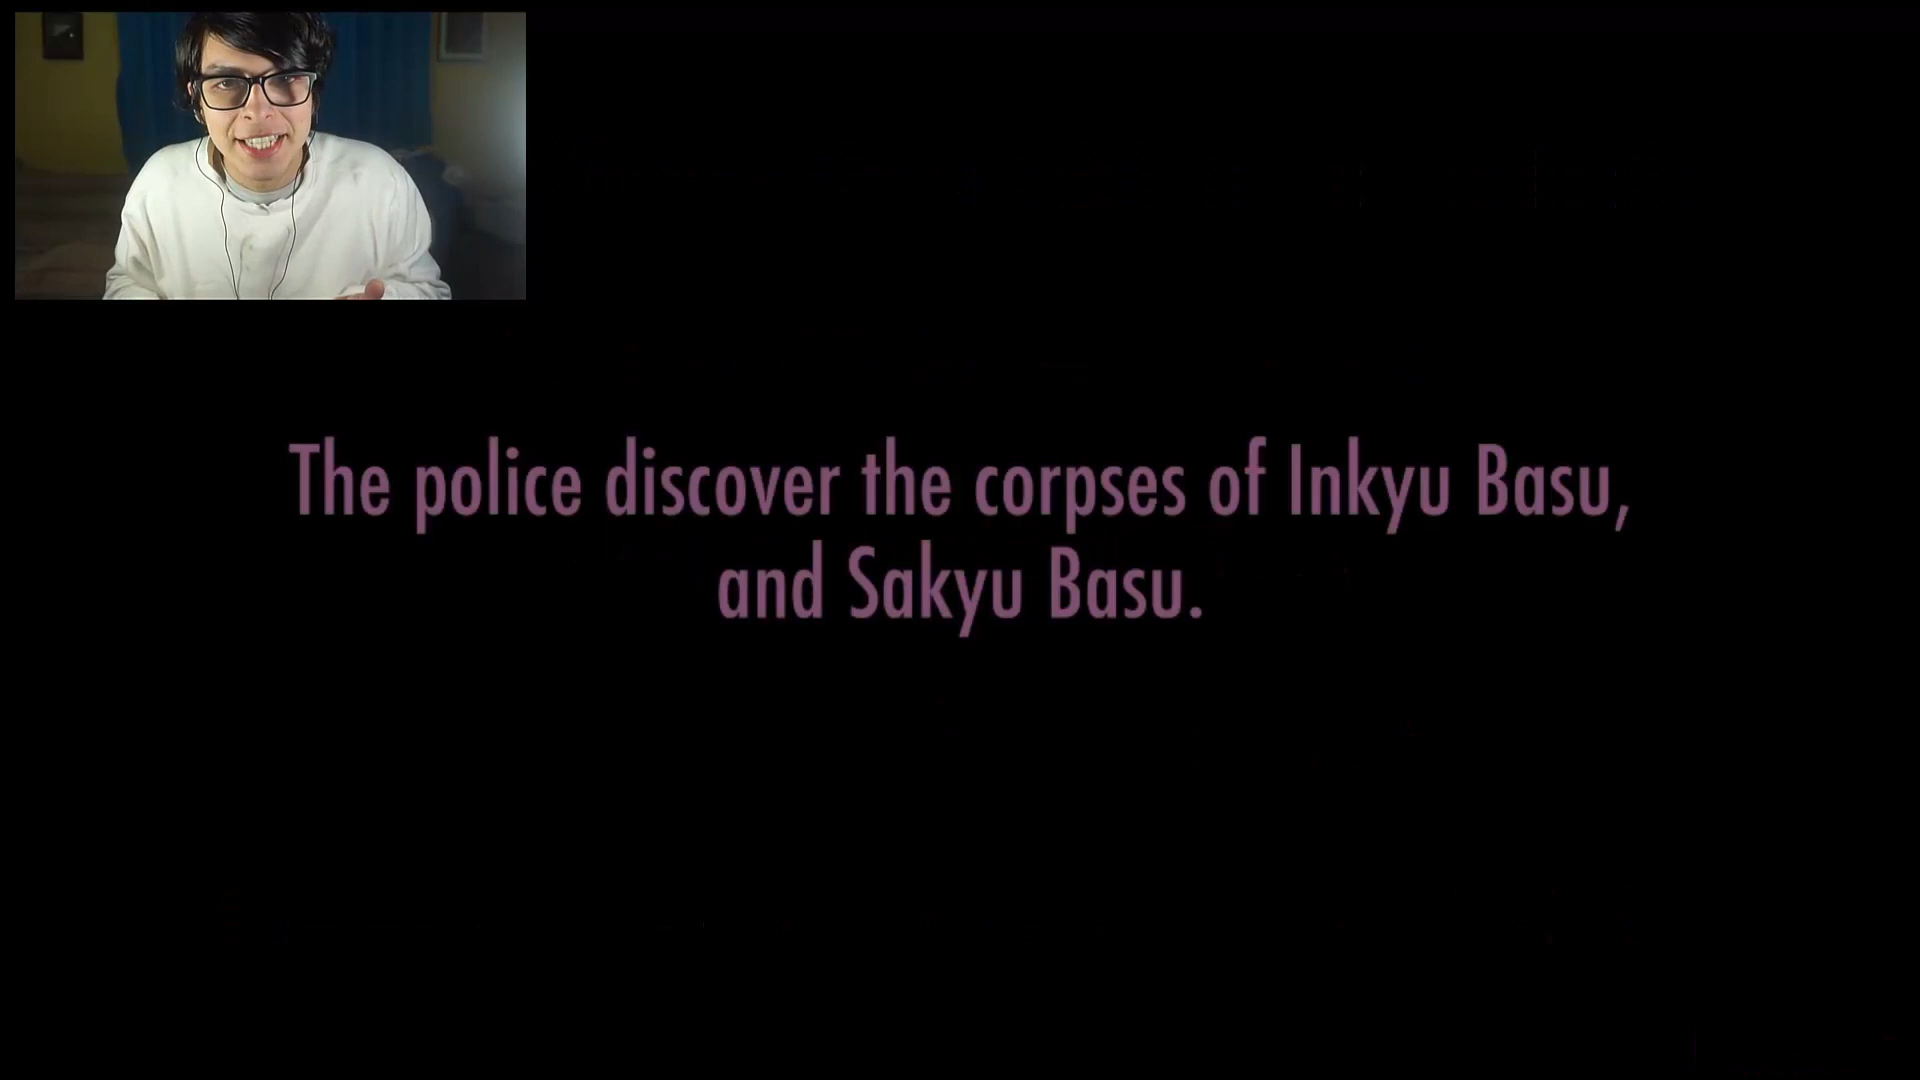 The police discover the corpses of Inkyu Basu,
and Sakyu Basu.